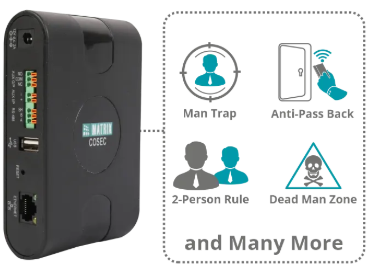 MATRIX
COSEC
Man Trap
Anti-Pass Back
2-Person Rule
Dead Man Zone
and Many More